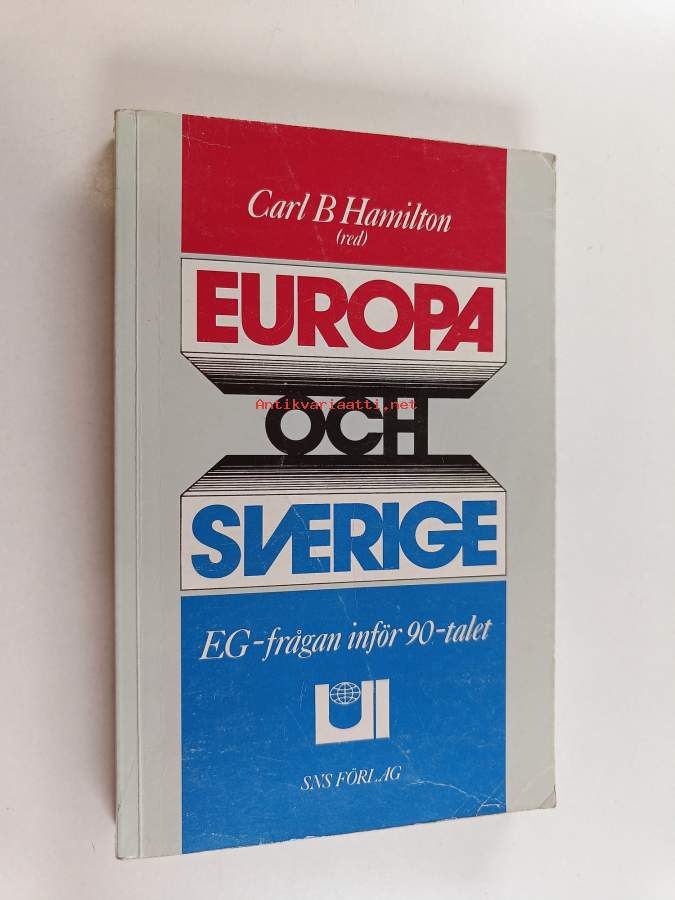 Carl B Hamilton
(red)
EUROPA
Antikvariaatti.net
OCH
SVERIGE
EG-frågan inför 90-talet
UI
SNS FÖRLAG